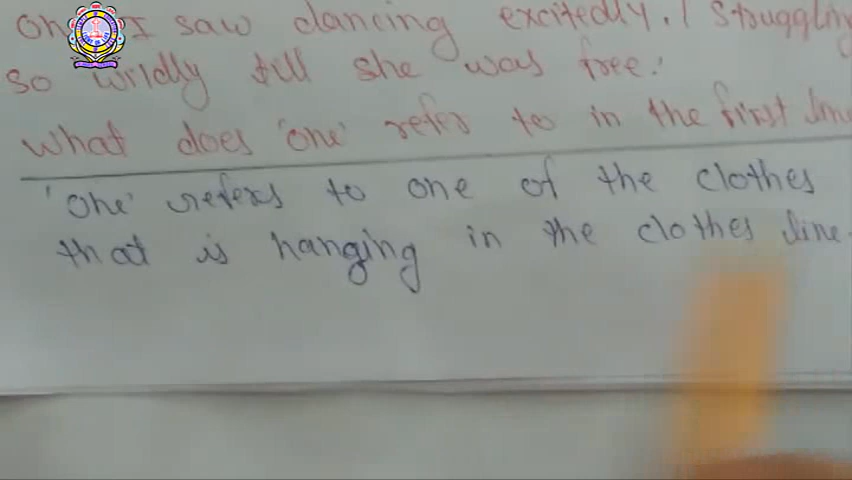 One I saw dancing excitedly. / Struggling
so wildly till she was free.
What does 'one' refer to in the first line
'One' refers to one of the clothes
that is hanging in the clothes line.